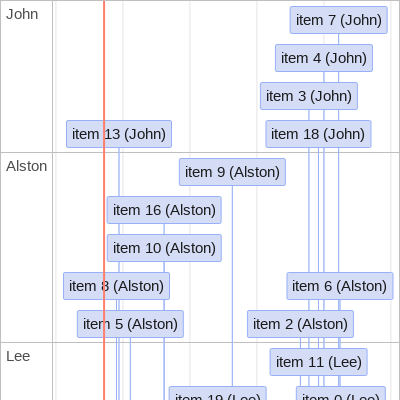 John
item 7 (John)
item 4 (John)
item 3 (John)
item 13 (John)
item 18 (John)
Alston
item 9 (Alston)
item 16 (Alston)
item 10 (Alston)
item 8 (Alston)
item 6 (Alston)
item 5 (Alston)
item 2 (Alston)
Lee
item 11 (Lee)
item 19 (Lee)
item 0 (Lee)